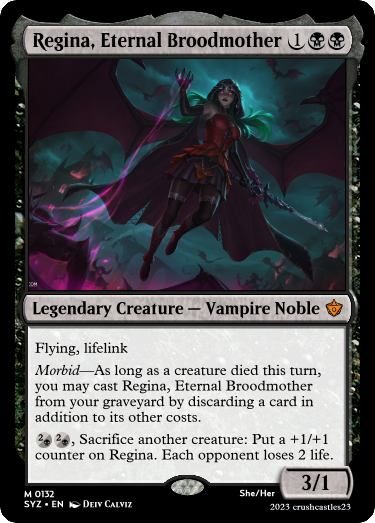 Regina, Eternal Broodmother 1
Legendary Creature — Vampire Noble
Flying, lifelink
Morbid—As long as a creature died this turn,
you may cast Regina, Eternal Broodmother
from your graveyard by discarding a card in
addition to its other costs.
2 2, Sacrifice another creature: Put a +1/+1
counter on Regina. Each opponent loses 2 life.
3/1
M 0132
SYZ • EN Deiv Calviz
She/Her
2023 crushcastles23